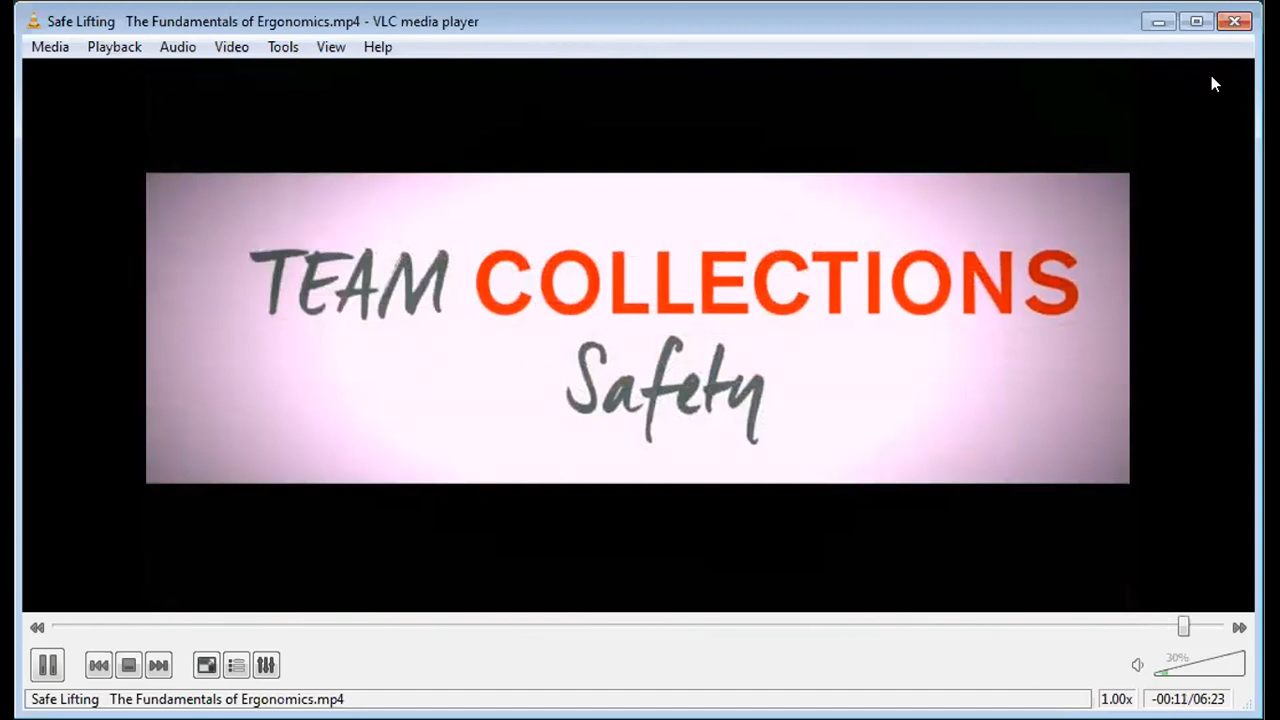 Safe Lifting   The Fundamentals of Ergonomics.mp4 - VLC media player
Media Playback Audio Video Tools View Help
TEAM COLLECTIONS
Safety
30%
Safe Lifting   The Fundamentals of Ergonomics.mp4 1.00x -00:11/06:23